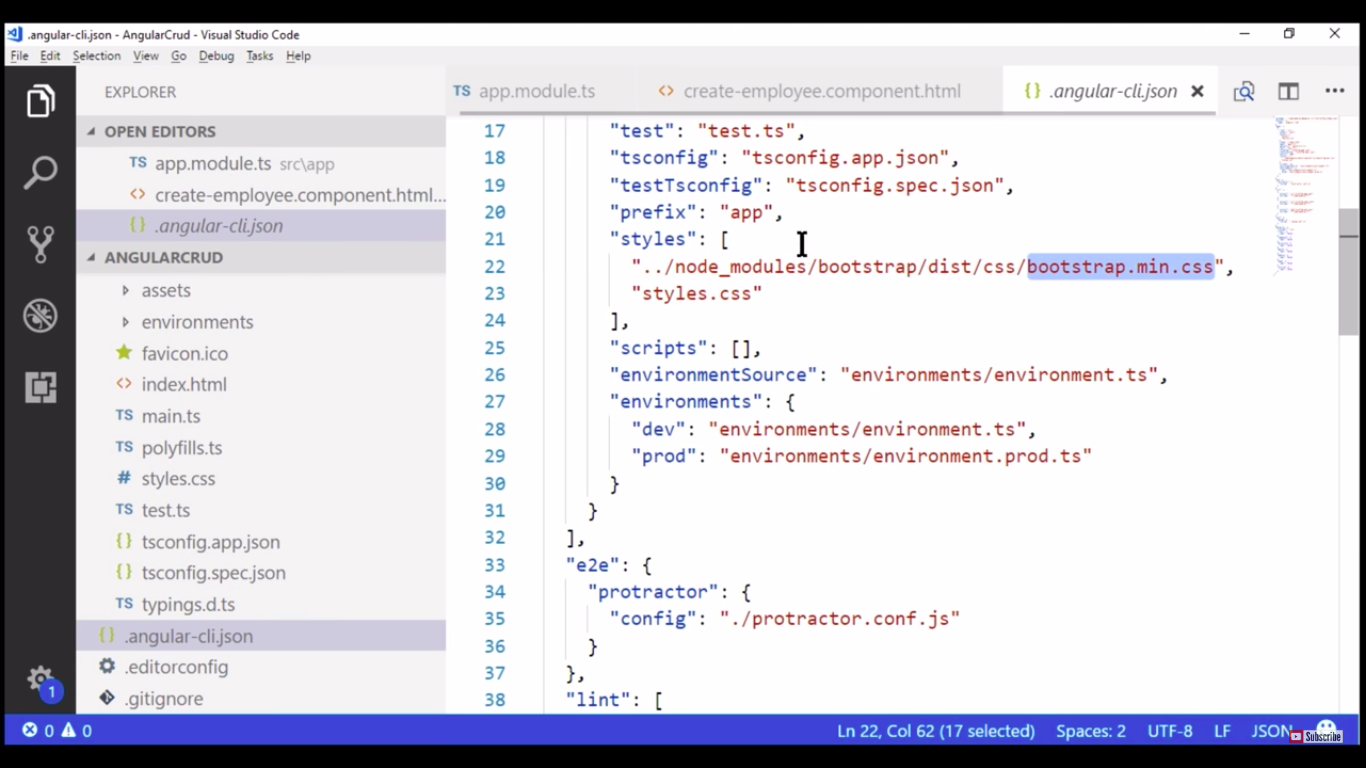 .angular-cli.json - AngularCrud - Visual Studio Code
File Edit Selection View Go Debug Tasks Help
EXPLORER
OPEN EDITORS
TS app.module.ts src\app
<> create-employee.component.html...
{} .angular-cli.json
ANGULARCRUD
assets
environments
favicon.ico
<> index.html
TS main.ts
TS polyfills.ts
# styles.css
TS test.ts
{} tsconfig.app.json
{} tsconfig.spec.json
TS typings.d.ts
{} .angular-cli.json
.editorconfig
.gitignore
1
TS app.module.ts <> create-employee.component.html {} .angular-cli.json
17 "test": "test.ts",
18 "tsconfig": "tsconfig.app.json",
19 "testTsconfig": "tsconfig.spec.json",
20 "prefix": "app",
21 "styles": [
22 "../node_modules/bootstrap/dist/css/bootstrap.min.css",
23 "styles.css"
24 ],
25 "scripts": [],
26 "environmentSource": "environments/environment.ts",
27 "environments": {
28 "dev": "environments/environment.ts",
29 "prod": "environments/environment.prod.ts"
30 }
31 }
32 ],
33 "e2e": {
34 "protractor": {
35 "config": "./protractor.conf.js"
36 }
37 },
38 "lint": [
0 0 Ln 22, Col 62 (17 selected) Spaces: 2 UTF-8 LF JSON
Subscribe